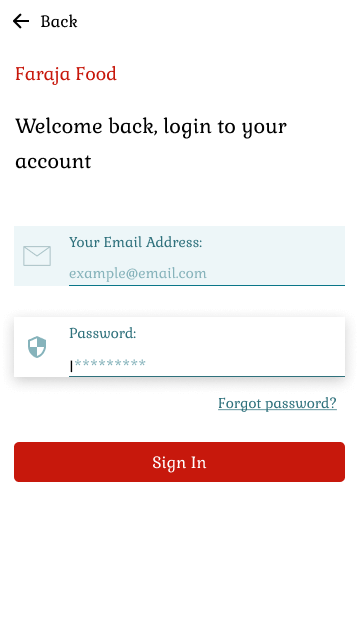 Back
Faraja Food
Welcome back, login to your
account
Your Email Address:
example@email.com
Password:
*********
Forgot password?
Sign In